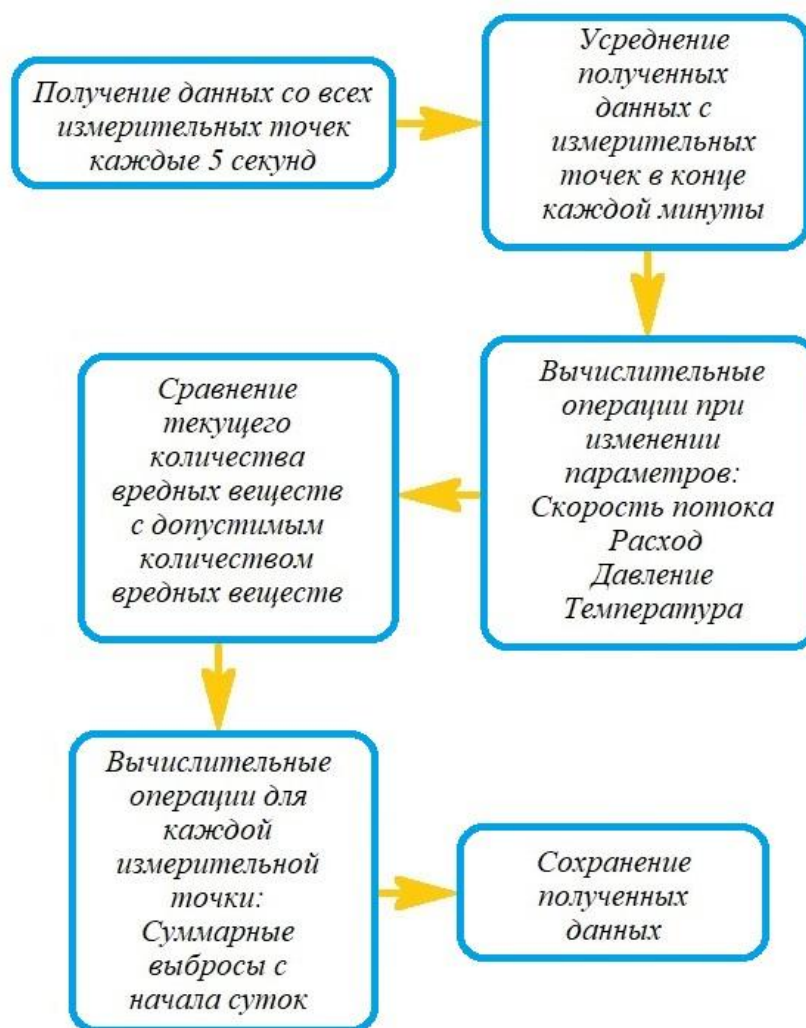 Получение данных со всех
измерительных точек
каждые 5 секунд
Усреднение
полученных
данных с
измерительных
точек в конце
каждой минуты
Вычислительные
операции при
изменении
параметров:
Скорость потока
Расход
Давление
Температура
Сравнение
текущего
количества
вредных веществ
с допустимым
количеством
вредных веществ
Вычислительные
операции для
каждой
измерительной
точки:
Суммарные
выбросы с
начала суток
Сохранение
полученных
данных